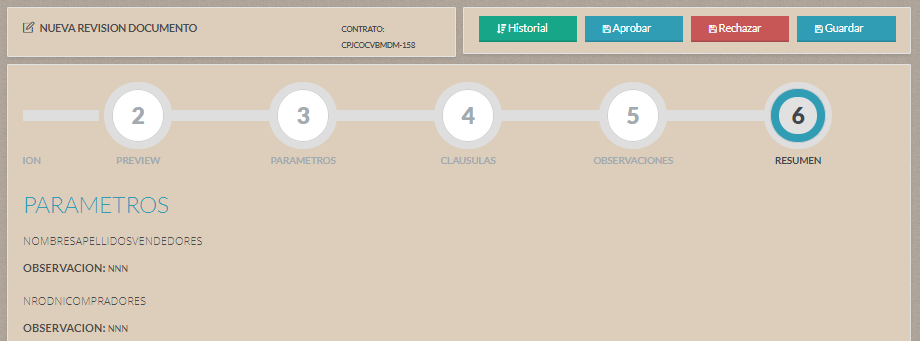 NUEVA REVISION DOCUMENTO
CONTRATO:
CPJCOCVBMDM-158
Historial
Aprobar
Rechazar
Guardar
2
3
4
5
6
ION
PREVIEW
PARAMETROS
CLAUSULAS
OBSERVACIONES
RESUMEN
PARAMETROS
NOMBRESAPELLIDOSVENDEDORES
OBSERVACION: NNN
NRODNICOMPRADORES
OBSERVACION: NNN